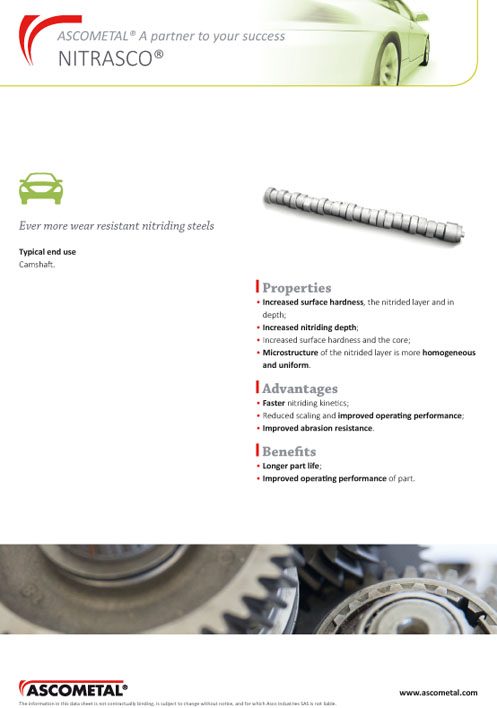 ASCOMETAL® A partner to your success
NITRASCO®
Ever more wear resistant nitriding steels
Typical end use
Camshaft.
Properties
• Increased surface hardness, the nitrided layer and in
depth;
• Increased nitriding depth;
• Increased surface hardness and the core;
• Microstructure of the nitrided layer is more homogeneous
and uniform.
Advantages
• Faster nitriding kinetics;
• Reduced scaling and improved operating performance;
• Improved abrasion resistance.
Benefits
• Longer part life;
• Improved operating performance of part.
ASCOMETAL®
www.ascometal.com
The information in this data sheet is not contractually binding, is subject to change without notice, and for which Asco Industries SAS is not liable.